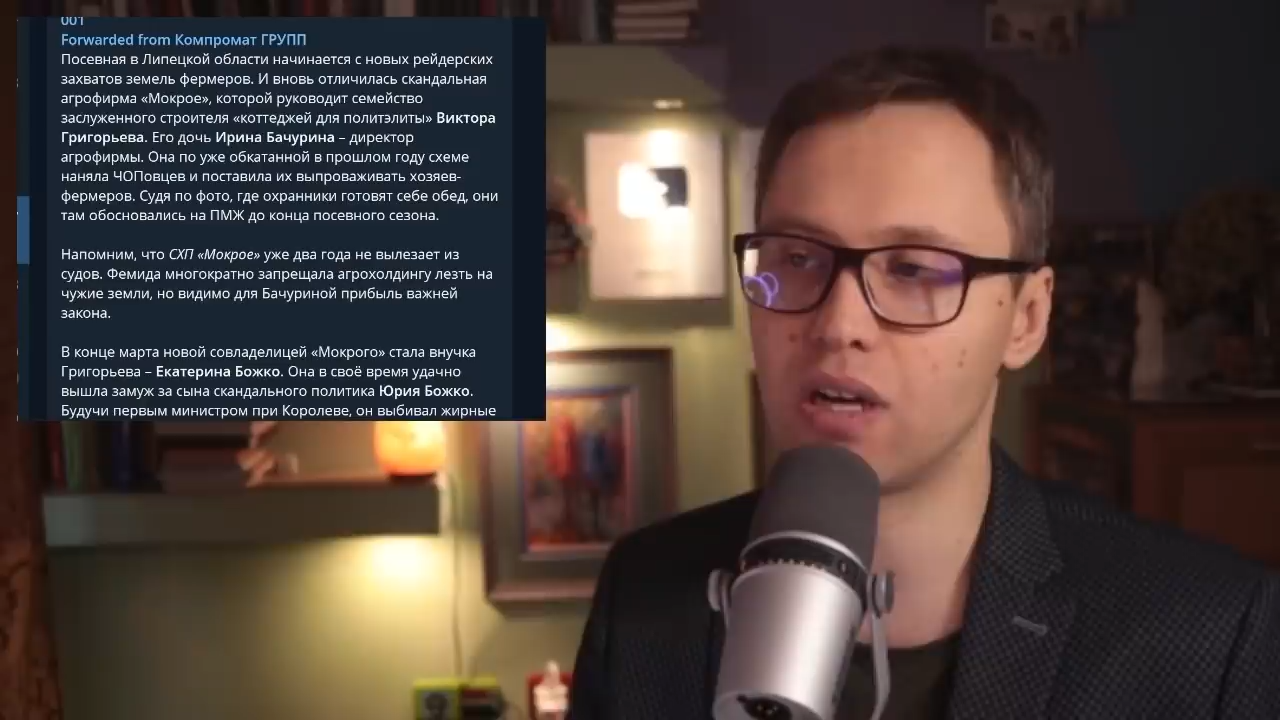 001
Forwarded from Компромат ГРУПП
Посевная в Липецкой области начинается с новых рейдерских
захватов земель фермеров. И вновь отличилась скандальная
агрофирма «Мокрое», которой руководит семейство
заслуженного строителя «коттеджей для политэлиты» Виктора
Григорьева. Его дочь Ирина Бачурина – директор
агрофирмы. Она по уже обкатанной в прошлом году схеме
наняла ЧОПовцев и поставила их выпроваживать хозяев-
фермеров. Судя по фото, где охранники готовят себе обед, они
там обосновались на ПМЖ до конца посевного сезона.
Напомним, что СХП «Мокрое» уже два года не вылезает из
судов. Фемида многократно запрещала агрохолдингу лезть на
чужие земли, но видимо для Бачуриной прибыль важней
закона.
В конце марта новой совладелицей «Мокрого» стала внучка
Григорьева – Екатерина Божко. Она в своё время удачно
вышла замуж за сына скандального политика Юрия Божко.
Будучи первым министром при Королеве, он выбивал жирные